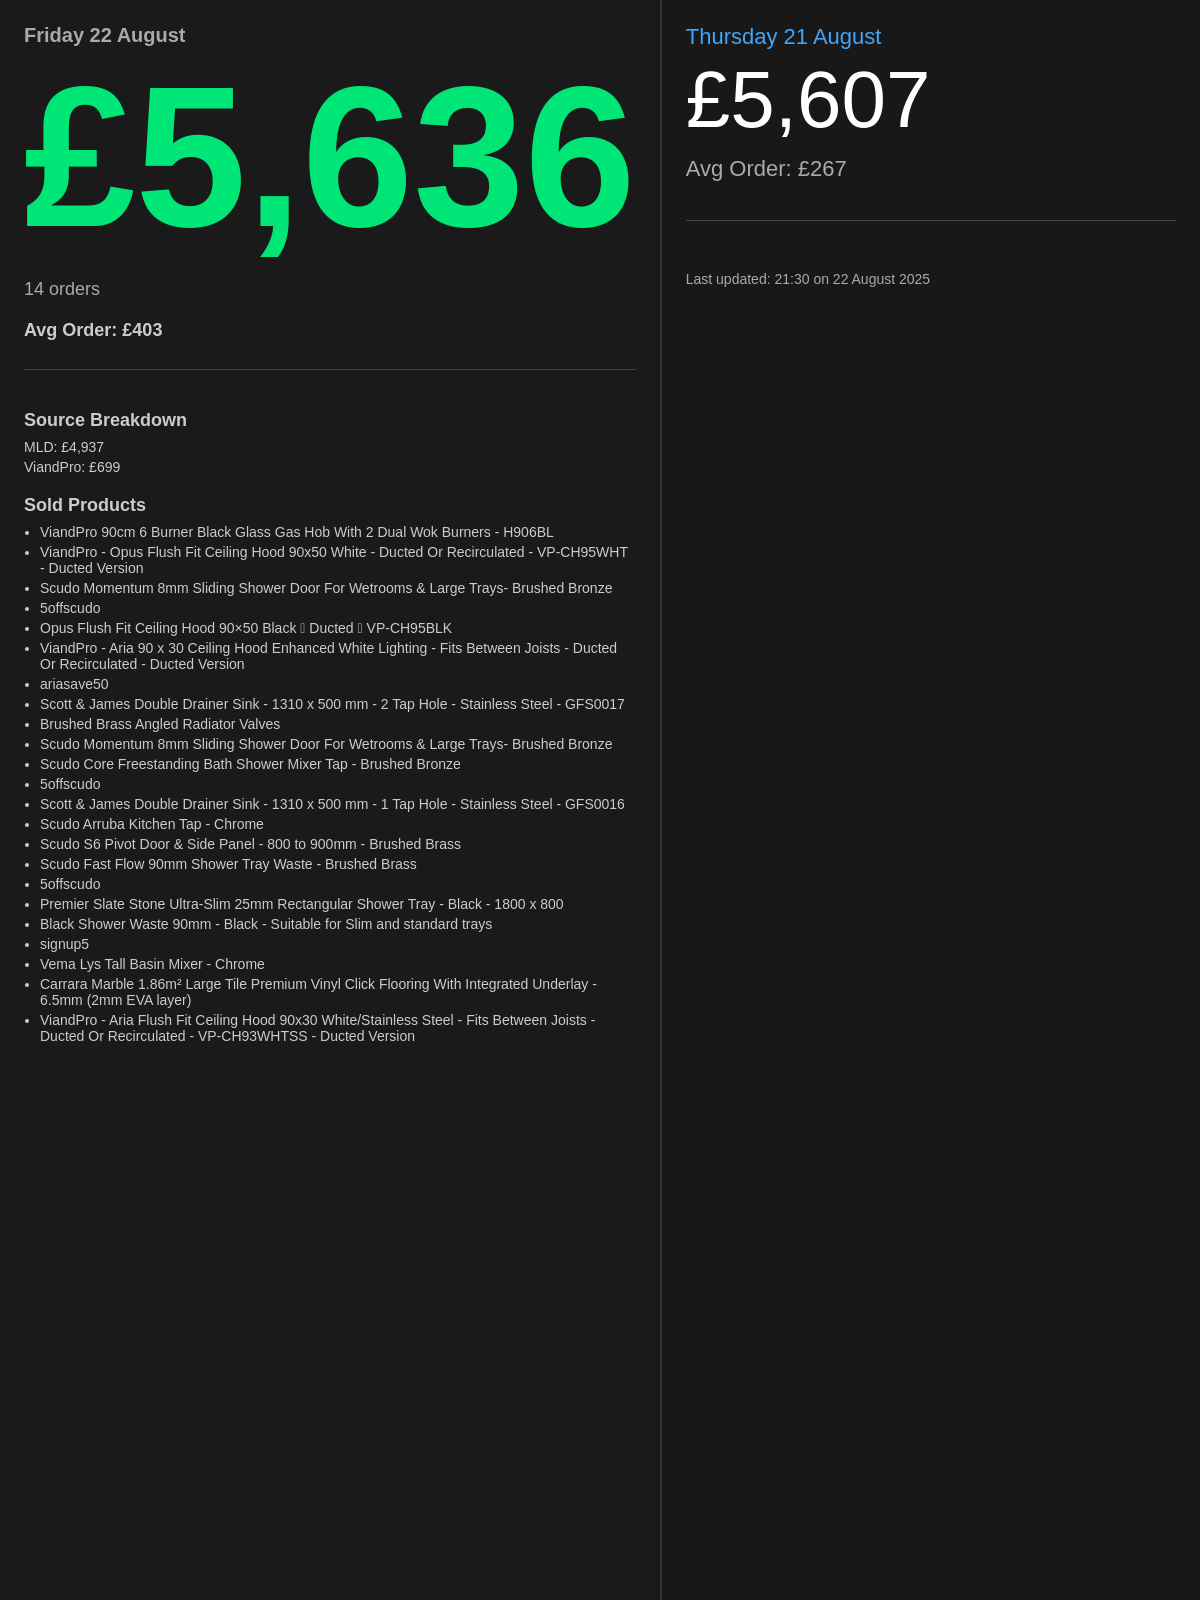 Friday 22 August
£5,636
14 orders
Avg Order: £403
Source Breakdown
MLD: £4,937
ViandPro: £699
Sold Products
• ViandPro 90cm 6 Burner Black Glass Gas Hob With 2 Dual Wok Burners - H906BL
• ViandPro - Opus Flush Fit Ceiling Hood 90x50 White - Ducted Or Recirculated - VP-CH95WHT
- Ducted Version
• Scudo Momentum 8mm Sliding Shower Door For Wetrooms & Large Trays- Brushed Bronze
• 5offscudo
• Opus Flush Fit Ceiling Hood 90×50 Black ▯ Ducted ▯ VP-CH95BLK
• ViandPro - Aria 90 x 30 Ceiling Hood Enhanced White Lighting - Fits Between Joists - Ducted
Or Recirculated - Ducted Version
• ariasave50
• Scott & James Double Drainer Sink - 1310 x 500 mm - 2 Tap Hole - Stainless Steel - GFS0017
• Brushed Brass Angled Radiator Valves
• Scudo Momentum 8mm Sliding Shower Door For Wetrooms & Large Trays- Brushed Bronze
• Scudo Core Freestanding Bath Shower Mixer Tap - Brushed Bronze
• 5offscudo
• Scott & James Double Drainer Sink - 1310 x 500 mm - 1 Tap Hole - Stainless Steel - GFS0016
• Scudo Arruba Kitchen Tap - Chrome
• Scudo S6 Pivot Door & Side Panel - 800 to 900mm - Brushed Brass
• Scudo Fast Flow 90mm Shower Tray Waste - Brushed Brass
• 5offscudo
• Premier Slate Stone Ultra-Slim 25mm Rectangular Shower Tray - Black - 1800 x 800
• Black Shower Waste 90mm - Black - Suitable for Slim and standard trays
• signup5
• Vema Lys Tall Basin Mixer - Chrome
• Carrara Marble 1.86m² Large Tile Premium Vinyl Click Flooring With Integrated Underlay -
6.5mm (2mm EVA layer)
• ViandPro - Aria Flush Fit Ceiling Hood 90x30 White/Stainless Steel - Fits Between Joists -
Ducted Or Recirculated - VP-CH93WHTSS - Ducted Version
Thursday 21 August
£5,607
Avg Order: £267
Last updated: 21:30 on 22 August 2025